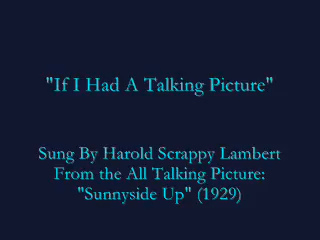 "If I Had A Talking Picture"
Sung By Harold Scrappy Lambert
From the All Talking Picture:
"Sunnyside Up" (1929)